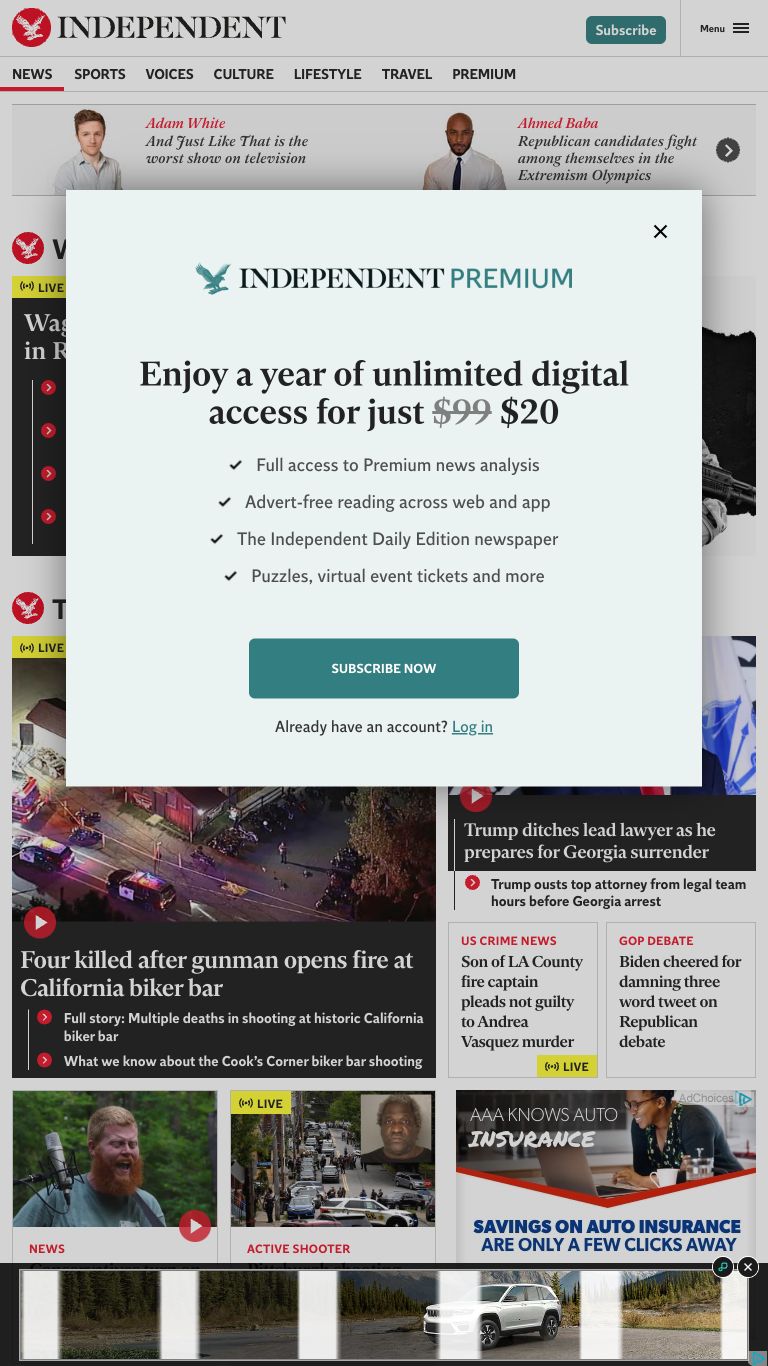 INDEPENDENT
Subscribe
Menu
NEWS SPORTS VOICES CULTURE LIFESTYLE TRAVEL PREMIUM
Adam White
And Just Like That is the
worst show on television
Ahmed Baba
Republican candidates fight
among themselves in the
Extremism Olympics
LIVE
in R
INDEPENDENT PREMIUM
Enjoy a year of unlimited digital
access for just $99 $20
Full access to Premium news analysis
Advert-free reading across web and app
The Independent Daily Edition newspaper
Puzzles, virtual event tickets and more
SUBSCRIBE NOW
Already have an account? Log in
LIVE
Four killed after gunman opens fire at
California biker bar
Full story: Multiple deaths in shooting at historic California
biker bar
What we know about the Cook's Corner biker bar shooting
Trump ditches lead lawyer as he
prepares for Georgia surrender
Trump ousts top attorney from legal team
hours before Georgia arrest
US CRIME NEWS
Son of LA County
fire captain
pleads not guilty
to Andrea
Vasquez murder
LIVE
GOP DEBATE
Biden cheered for
damning three
word tweet on
Republican
debate
NEWS
LIVE
ACTIVE SHOOTER
AdChoices
AAA KNOWS AUTO
INSURANCE
SAVINGS ON AUTO INSURANCE
ARE ONLY A FEW CLICKS AWAY